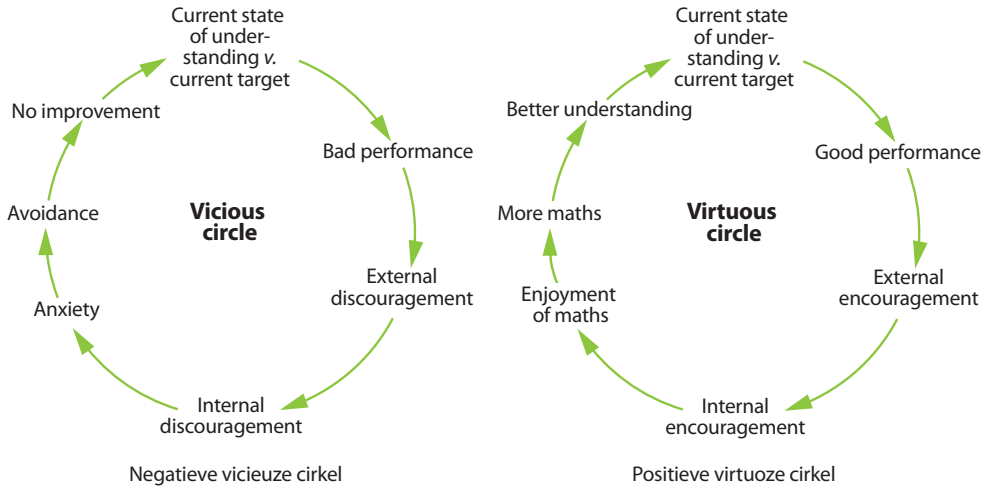 Current state
of under-
standing v.
current target
Bad performance
External
discouragement
Internal
discouragement
Anxiety
Avoidance
No improvement
Vicious
circle
Negatieve vicieuze cirkel
Current state
of under-
standing v.
current target
Good performance
External
encouragement
Internal
encouragement
Enjoyment
of maths
More maths
Better understanding
Virtuous
circle
Positieve virtuoze cirkel